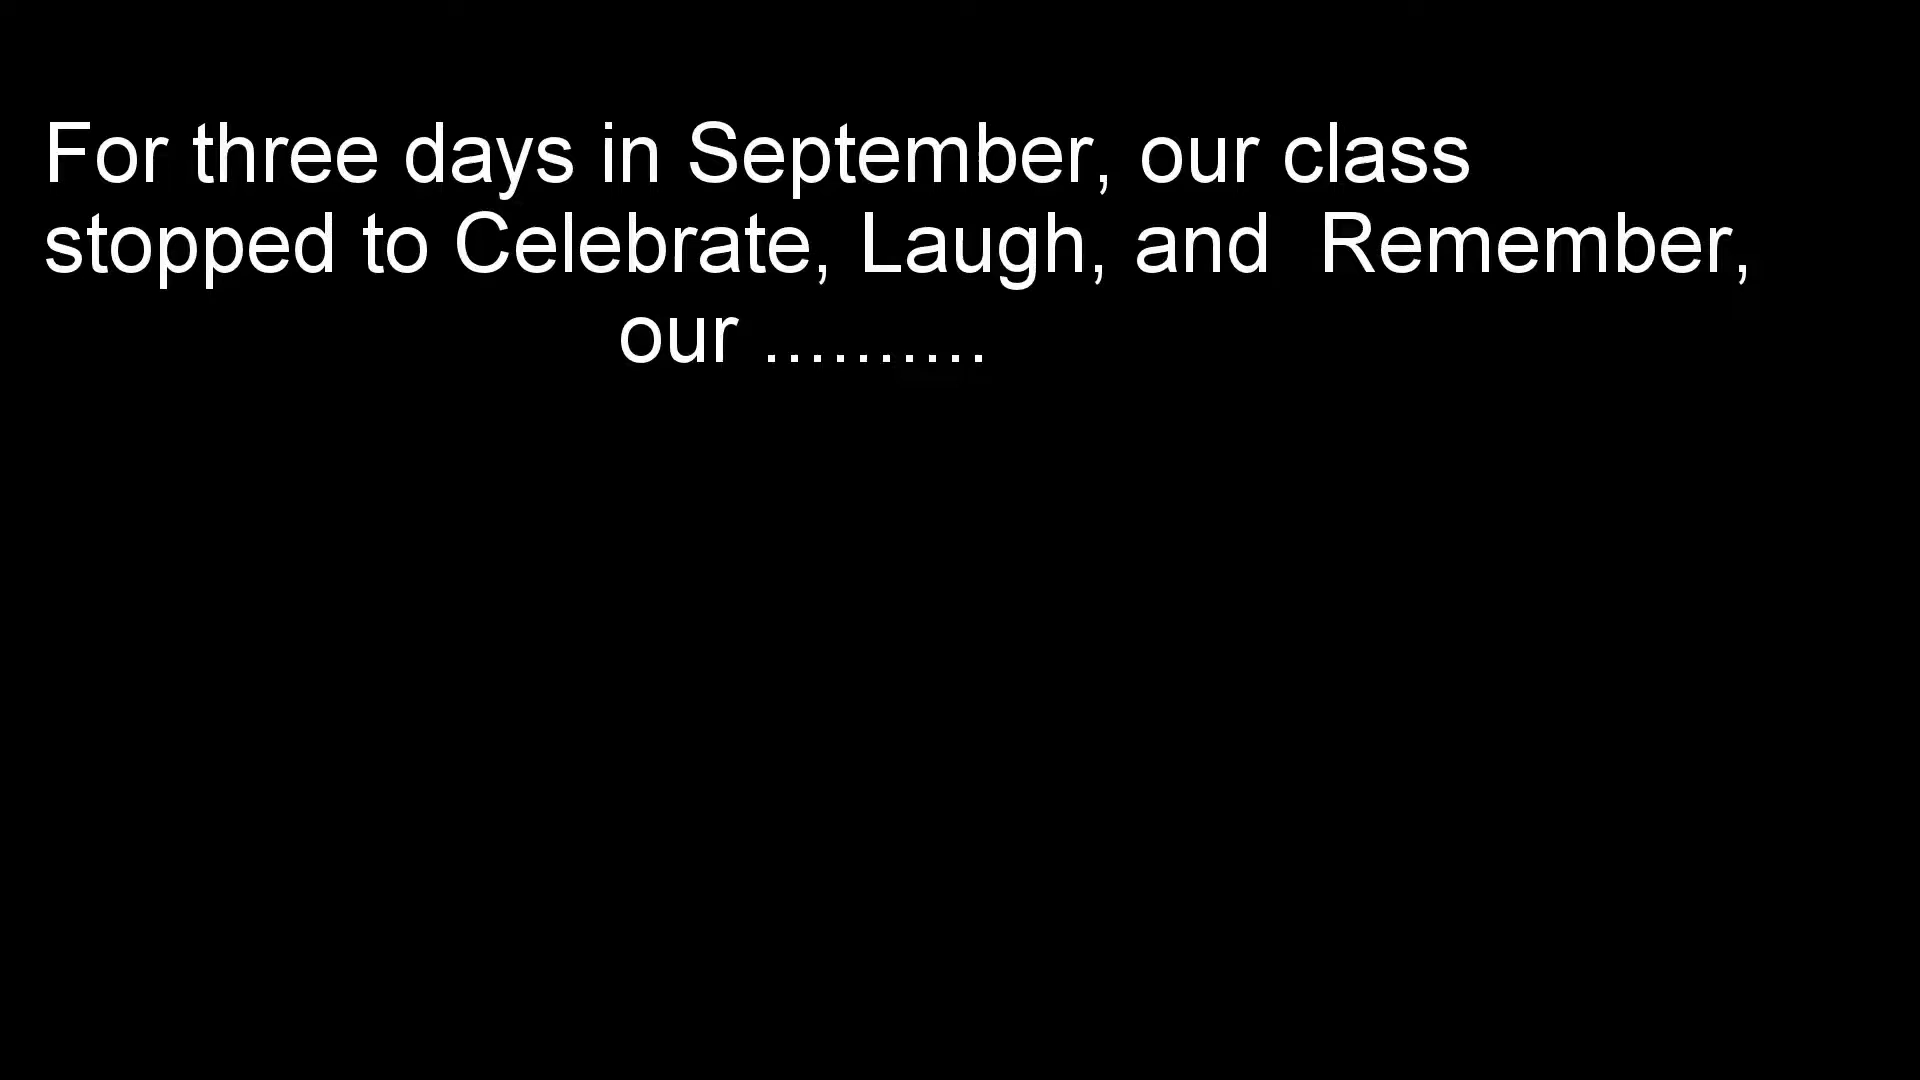 For three days in September, our class
stopped to Celebrate, Laugh, and  Remember,
our ..........